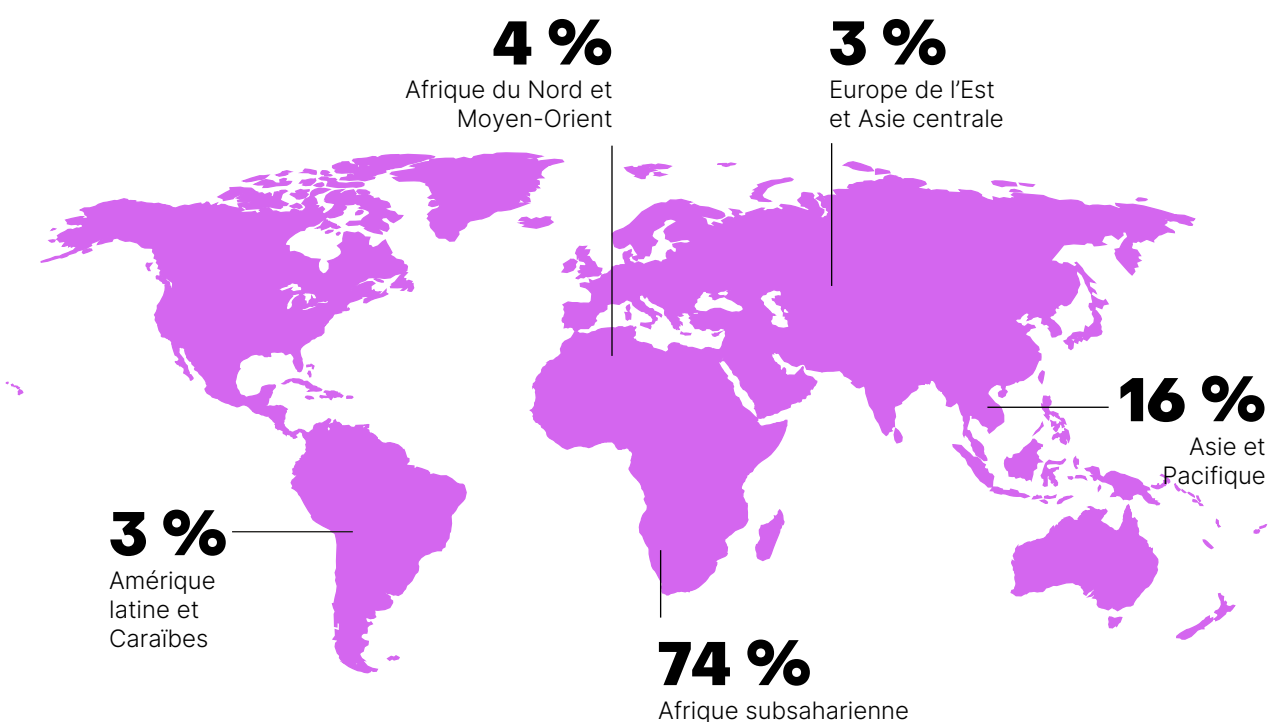 4 %
Afrique du Nord et
Moyen-Orient
3 %
Europe de l’Est
et Asie centrale
16 %
Asie et
Pacifique
3 %
Amérique
latine et
Caraïbes
74 %
Afrique subsaharienne